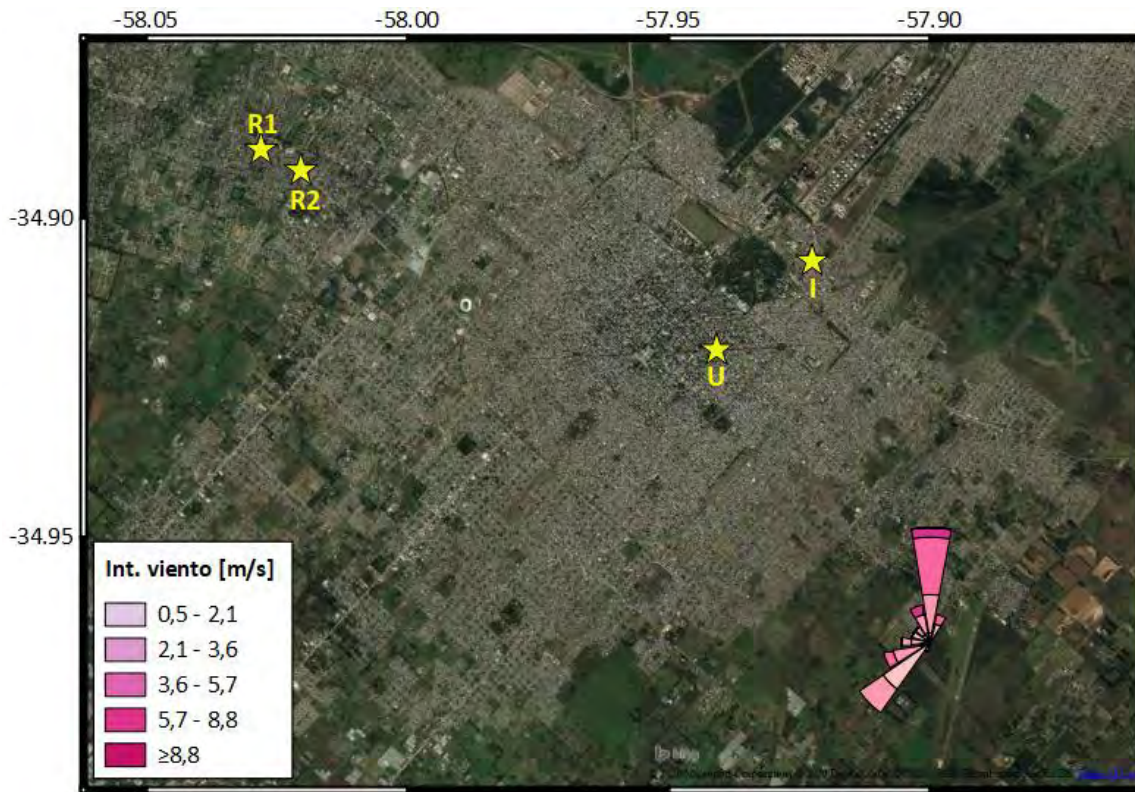 -58.05 -58.00 -57.95 -57.90
R1
R2
-34.90
I
U
-34.95
Int. viento [m/s]
0,5 - 2,1
2,1 - 3,6
3,6 - 5,7
5,7 - 8,8
≥8,8